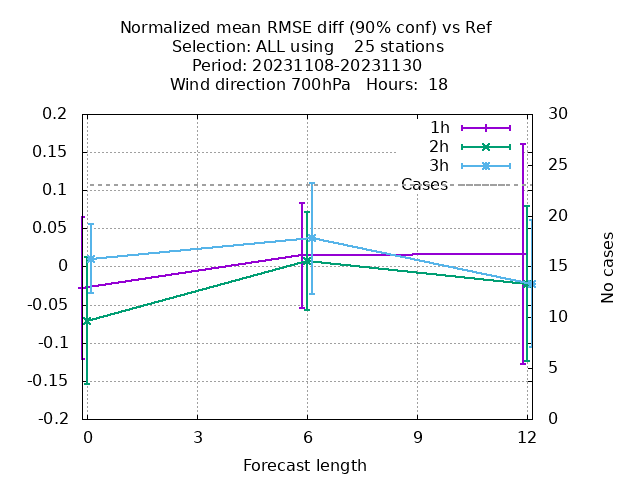 Normalized mean RMSE diff (90% conf) vs Ref
Selection: ALL using    25 stations
Period: 20231108-20231130
Wind direction 700hPa   Hours:  18
0.2
0.15
0.1
0.05
0
-0.05
-0.1
-0.15
-0.2
1h
2h
3h
Cases
30
25
20
15
10
5
0
No cases
0
3
6
9
12
Forecast length